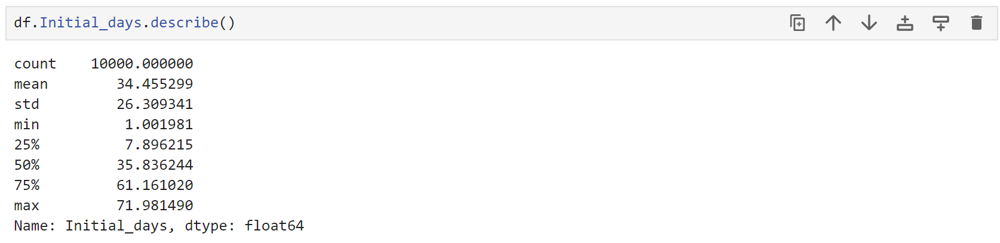 df.Initial_days.describe()
count    10000.000000
mean        34.455299
std         26.309341
min          1.001981
25%          7.896215
50%         35.836244
75%         61.161020
max         71.981490
Name: Initial_days, dtype: float64